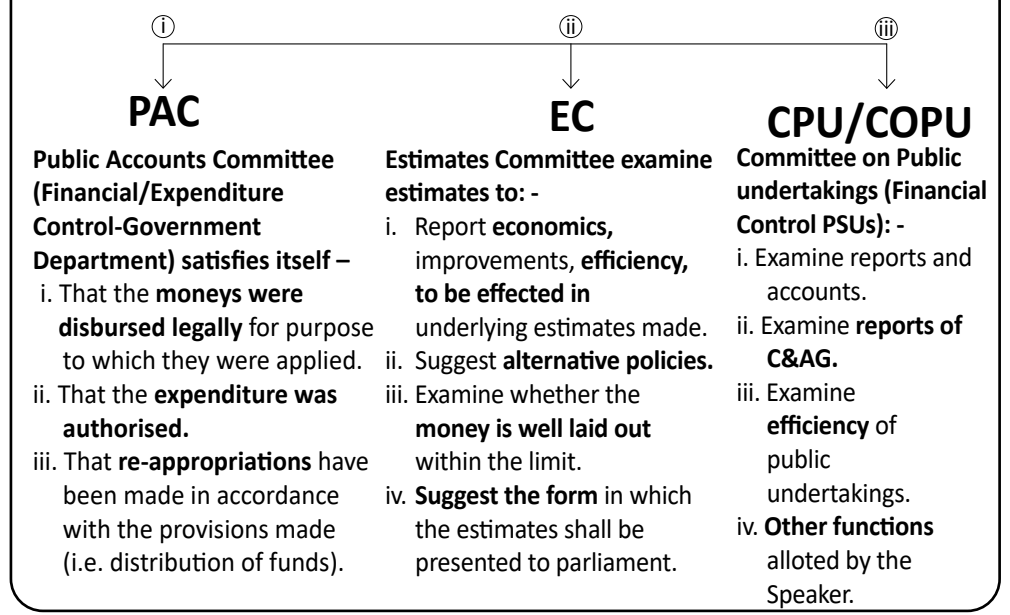 i
ii
iii
PAC
Public Accounts Committee
(Financial/Expenditure
Control-Government
Department) satisfies itself –
i. That the moneys were
disbursed legally for purpose
to which they were applied.
ii. That the expenditure was
authorised.
iii. That re-appropriations have
been made in accordance
with the provisions made
(i.e. distribution of funds).
EC
Estimates Committee examine
estimates to: -
i. Report economics,
improvements, efficiency,
to be effected in
underlying estimates made.
ii. Suggest alternative policies.
iii. Examine whether the
money is well laid out
within the limit.
iv. Suggest the form in which
the estimates shall be
presented to parliament.
CPU/COPU
Committee on Public
undertakings (Financial
Control PSUs): -
i. Examine reports and
accounts.
ii. Examine reports of
C&AG.
iii. Examine
efficiency of
public
undertakings.
iv. Other functions
alloted by the
Speaker.